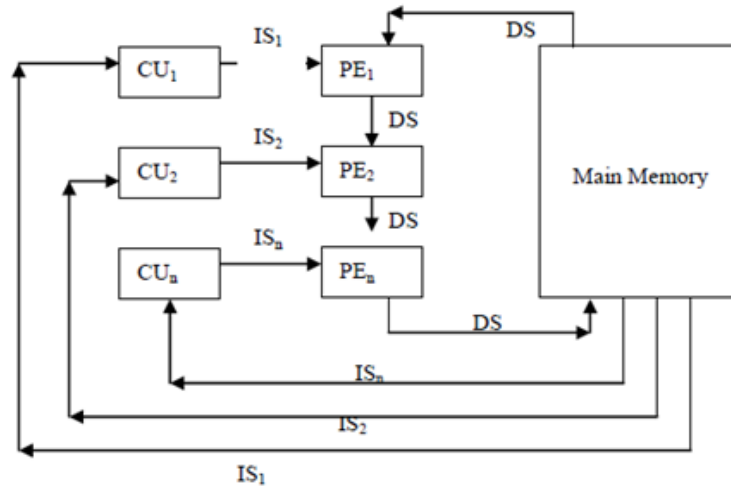 DS
IS₁
CU₁
PE₁
DS
IS₂
CU₂
PE₂
Main Memory
DS
ISₙ
CUₙ
PEₙ
DS
ISₙ
IS₂
IS₁